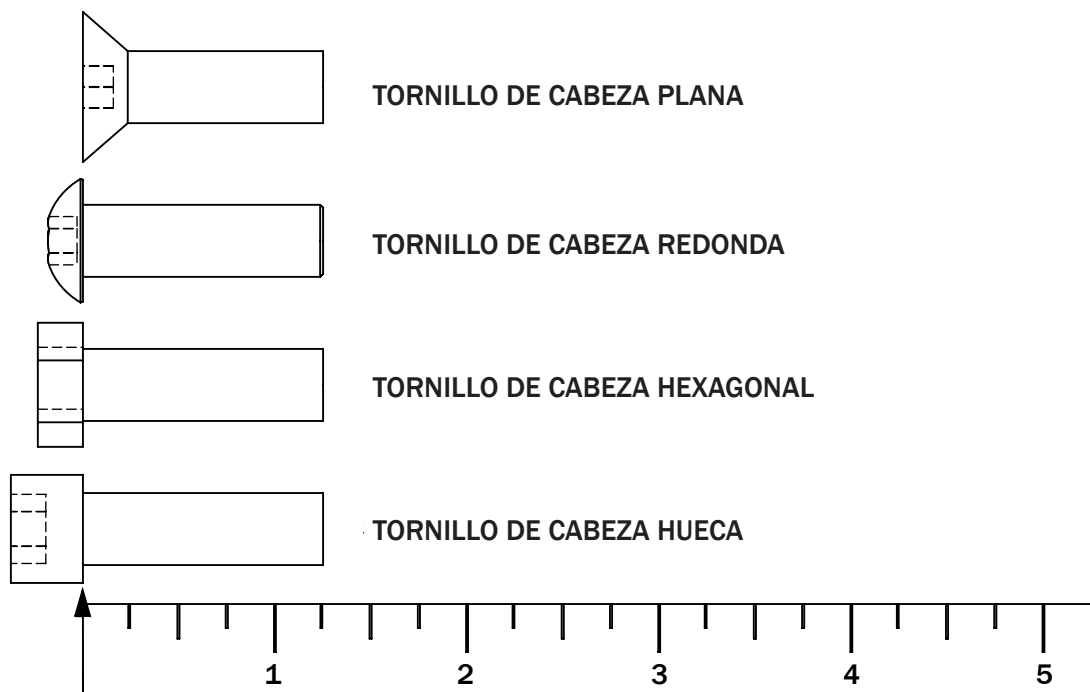 TORNILLO DE CABEZA PLANA
TORNILLO DE CABEZA REDONDA
TORNILLO DE CABEZA HEXAGONAL
TORNILLO DE CABEZA HUECA
1 2 3 4 5